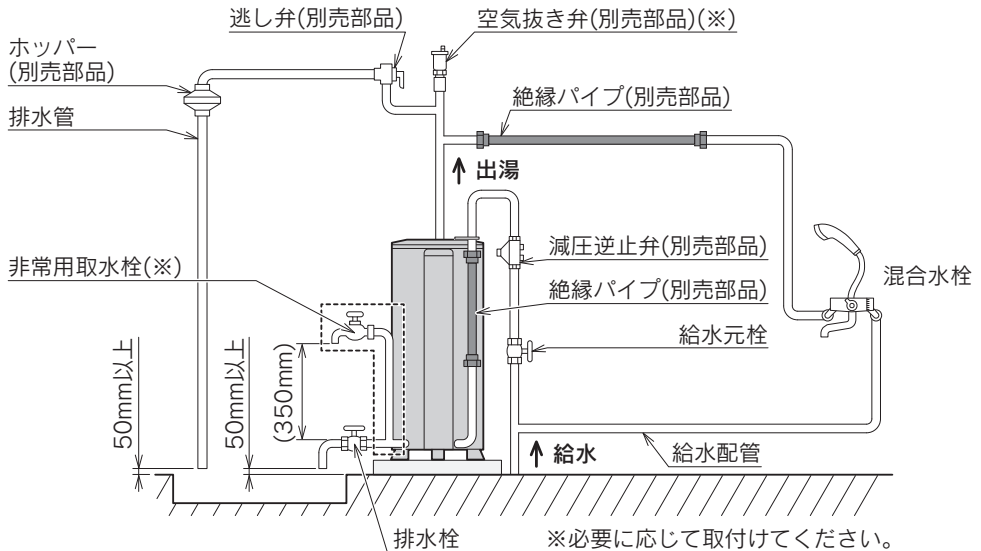 逃し弁(別売部品)
空気抜き弁(別売部品)(※)
ホッパー
(別売部品)
絶縁パイプ(別売部品)
排水管
出湯
減圧逆止弁(別売部品)
非常用取水栓(※)
混合水栓
絶縁パイプ(別売部品)
給水元栓
50mm以上
50mm以上
(350mm)
給水
給水配管
排水栓
※必要に応じて取付けてください。